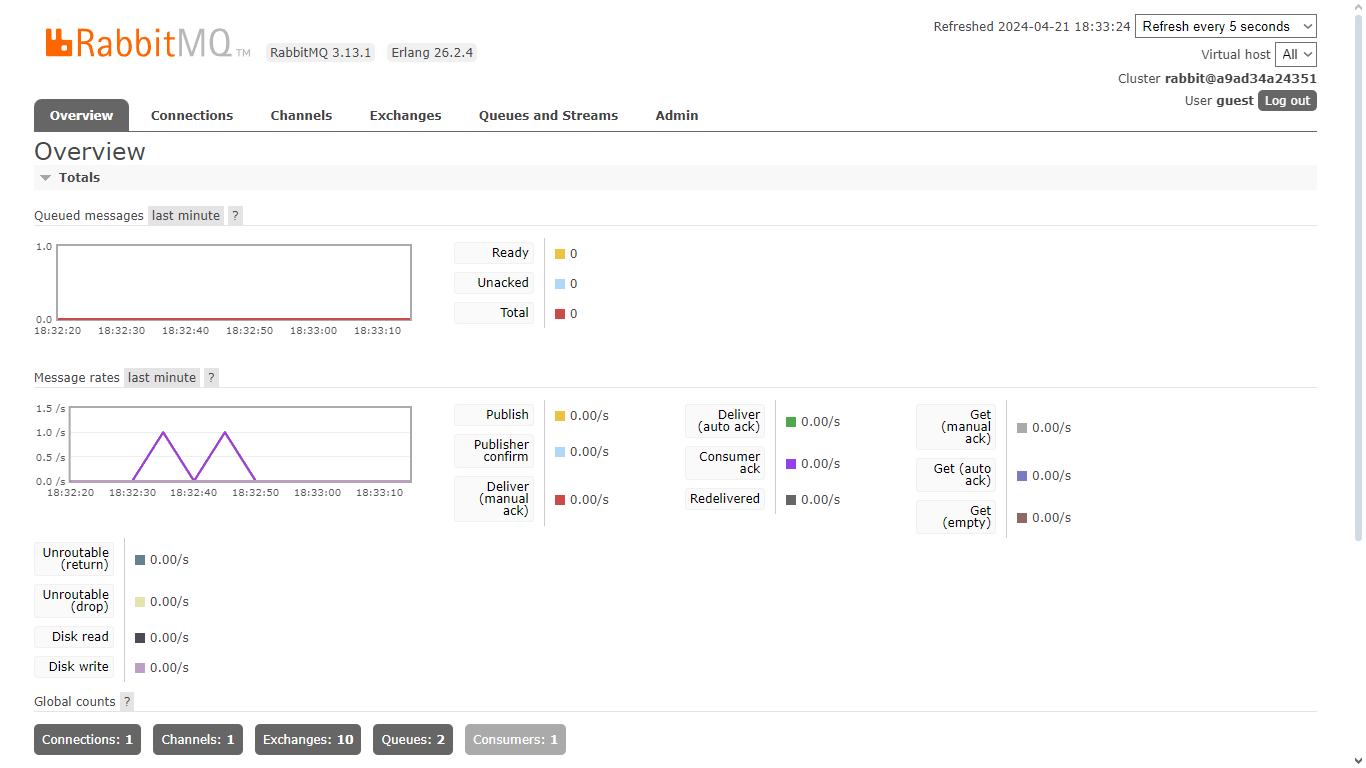 RabbitMQ TM RabbitMQ 3.13.1 Erlang 26.2.4
Refreshed 2024-04-21 18:33:24 Refresh every 5 seconds
Virtual host All
Cluster rabbit@a9ad34a24351
User guest Log out
Overview Connections Channels Exchanges Queues and Streams Admin
Overview
Totals
Queued messages last minute ?
1.0
0.0
18:32:20 18:32:30 18:32:40 18:32:50 18:33:00 18:33:10
Ready 0
Unacked 0
Total 0
Message rates last minute ?
1.5 /s
1.0 /s
0.5 /s
0.0 /s
18:32:20 18:32:30 18:32:40 18:32:50 18:33:00 18:33:10
Publish 0.00/s
Publisher
confirm 0.00/s
Deliver
(manual
ack) 0.00/s
Deliver
(auto ack) 0.00/s
Consumer
ack 0.00/s
Redelivered 0.00/s
Get
(manual
ack) 0.00/s
Get (auto
ack) 0.00/s
Get
(empty) 0.00/s
Unroutable
(return) 0.00/s
Unroutable
(drop) 0.00/s
Disk read 0.00/s
Disk write 0.00/s
Global counts ?
Connections: 1 Channels: 1 Exchanges: 10 Queues: 2 Consumers: 1